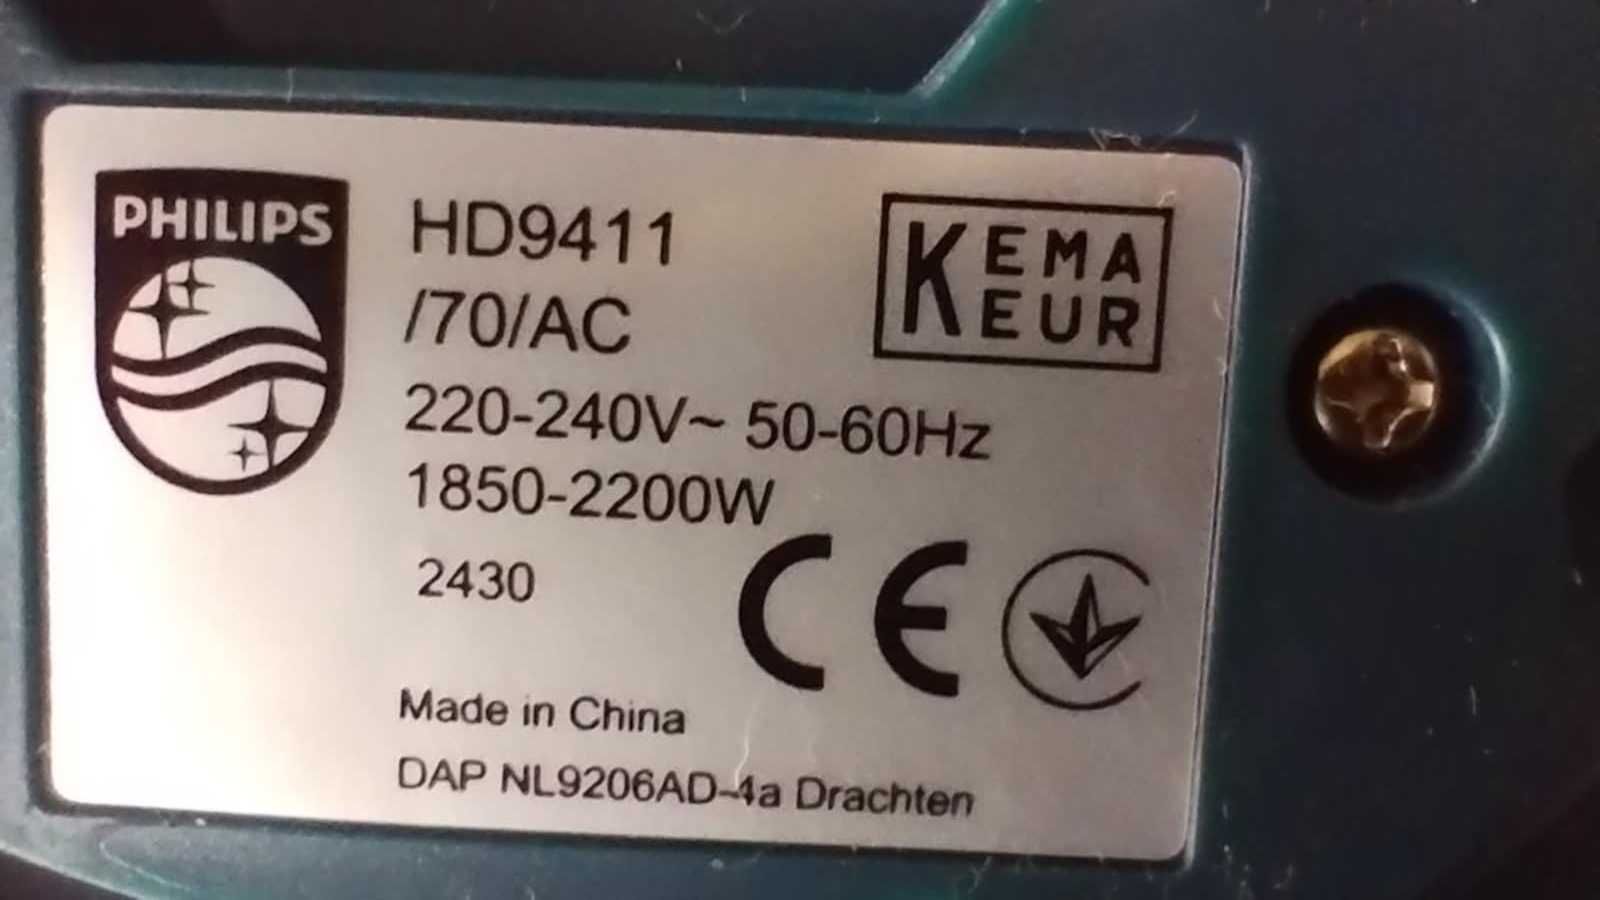 PHILIPS
HD9411
/70/AC
KEMA
EUR
220-240V~ 50-60Hz
1850-2200W
2430
CE
Made in China
DAP NL9206AD-4a Drachten